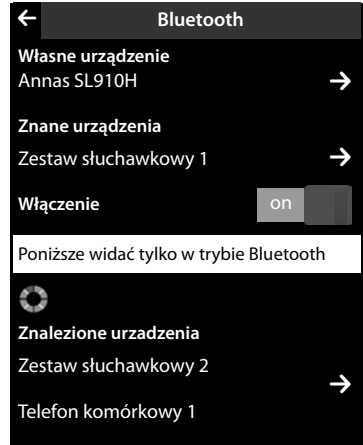 Bluetooth
Własne urządzenie
Annas SL910H
Znane urządzenia
Zestaw słuchawkowy 1
Włączenie
on
Poniższe widać tylko w trybie Bluetooth
Znalezione urzadzenia
Zestaw słuchawkowy 2
Telefon komórkowy 1